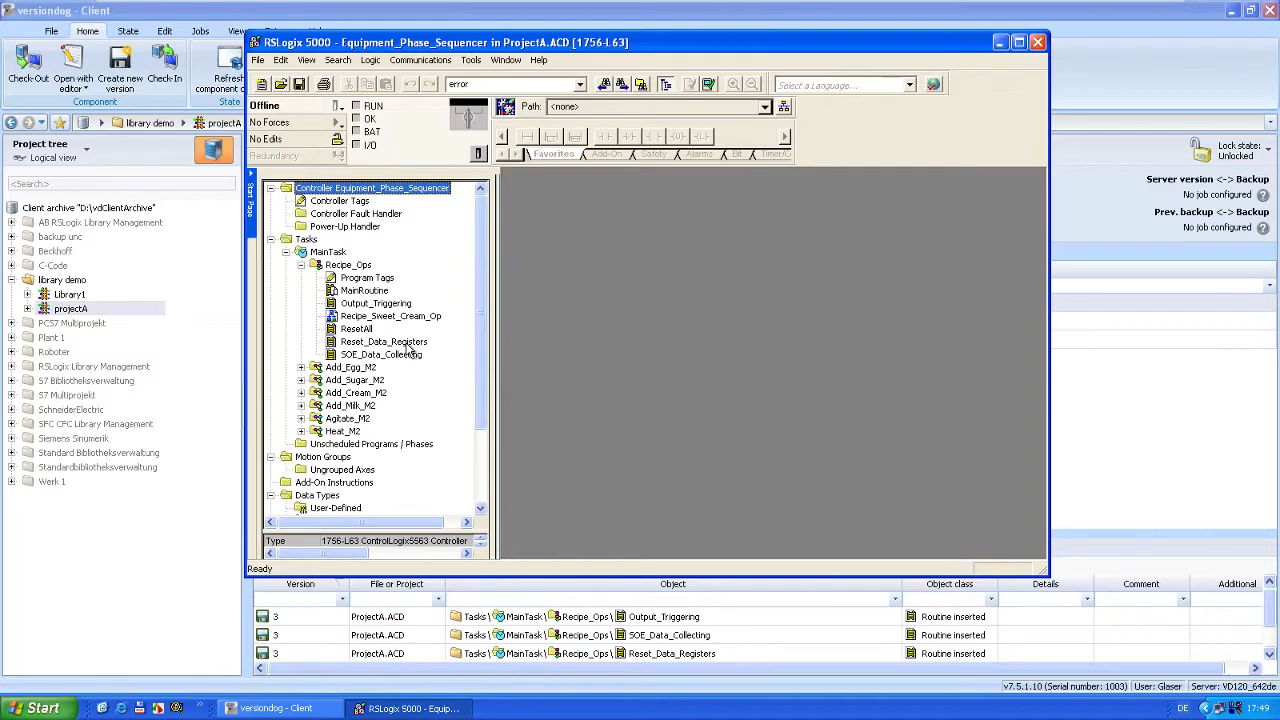 versiondog - Client
File Home State Edit Jobs View
Check-Out
Open with editor
Create new version
Check-In
Refresh component
Component
State
library demo
projectA
Project tree
Logical view
<Search>
Client archive "D:\vdClientArchive"
AB RSLogix Library Management
backup unc
Beckhoff
C-Code
library demo
Library1
projectA
PCS7 Multiprojekt
Plant 1
Roboter
RSLogix Library Management
S7 Bibliotheksverwaltung
S7 Multiprojekt
SchneiderElectric
SFC CFC Library Management
Siemens Sinumerik
Standard Bibliotheksverwaltung
Standardbibliotheksverwaltung
Werk 1
RSLogix 5000 - Equipment_Phase_Sequencer in ProjectA.ACD [1756-L63]
File Edit View Search Logic Communications Tools Window Help
error
Select a Language...
Offline
No Forces
No Edits
Redundancy
RUN
OK
BAT
I/O
Path: <none>
Favorites Add-On Safety Alarms Bit Timer/C
Start Page
Controller Equipment_Phase_Sequencer
Controller Tags
Controller Fault Handler
Power-Up Handler
Tasks
MainTask
Recipe_Ops
Program Tags
MainRoutine
Output_Triggering
Recipe_Sweet_Cream_Op
ResetAll
Reset_Data_Registers
SOE_Data_Collecting
Add_Egg_M2
Add_Sugar_M2
Add_Cream_M2
Add_Milk_M2
Agitate_M2
Heat_M2
Unscheduled Programs / Phases
Motion Groups
Ungrouped Axes
Add-On Instructions
Data Types
User-Defined
Type 1756-L63 ControlLogix5563 Controller
Ready
Lock state:
Unlocked
Server version <-> Backup
No job configured
Prev. backup <-> Backup
No job configured
Version File or Project Object Object class Details Comment Additional
3 ProjectA.ACD Tasks\ MainTask\ Recipe_Ops\ Output_Triggering Routine inserted
3 ProjectA.ACD Tasks\ MainTask\ Recipe_Ops\ SOE_Data_Collecting Routine inserted
3 ProjectA.ACD Tasks\ MainTask\ Recipe_Ops\ Reset_Data_Registers Routine inserted
v7.5.1.10 (Serial number: 1003) User: Glaser Server: VD120_642de
Start
versiondog - Client
RSLogix 5000 - Equip...
DE
17:49